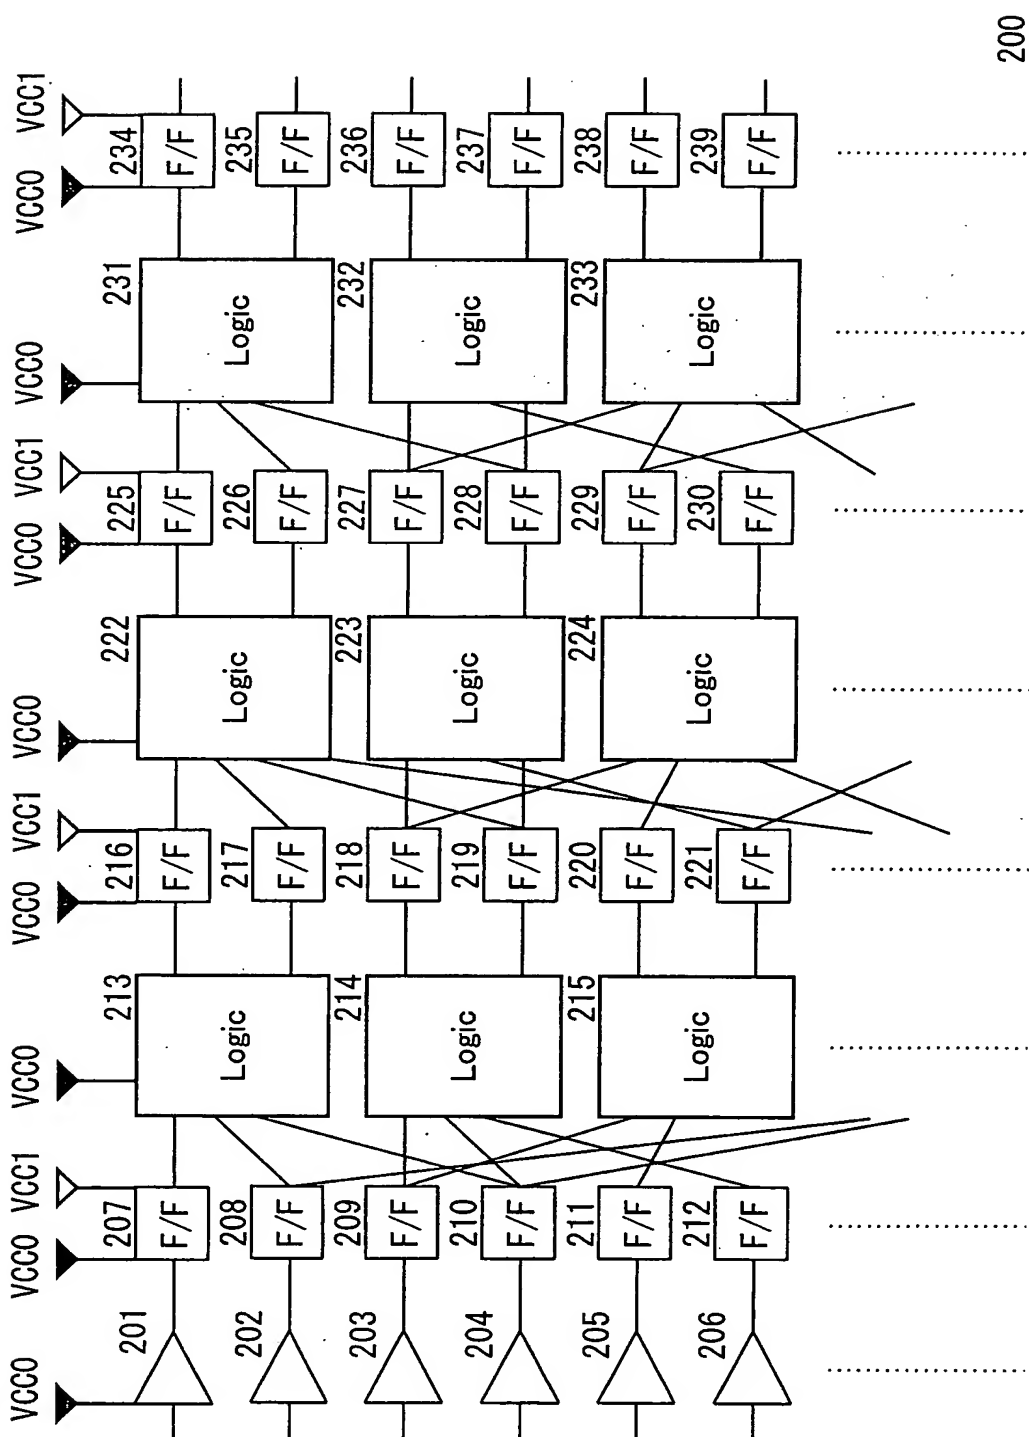 VCC0 VCC0 VCC1 VCC0 VCC0 VCC1 VCC0 VCC0 VCC1 VCC0 VCC0 VCC1
201 207 213 216 222 225 231 234
F/F F/F F/F F/F
Logic Logic Logic
202 208 217 226 235
F/F F/F F/F F/F
203 209 214 218 223 227 232 236
F/F F/F F/F F/F
Logic Logic Logic
204 210 219 228 237
F/F F/F F/F F/F
205 211 215 220 224 229 233 238
F/F F/F F/F F/F
Logic Logic Logic
206 212 221 230 239
F/F F/F F/F F/F
200